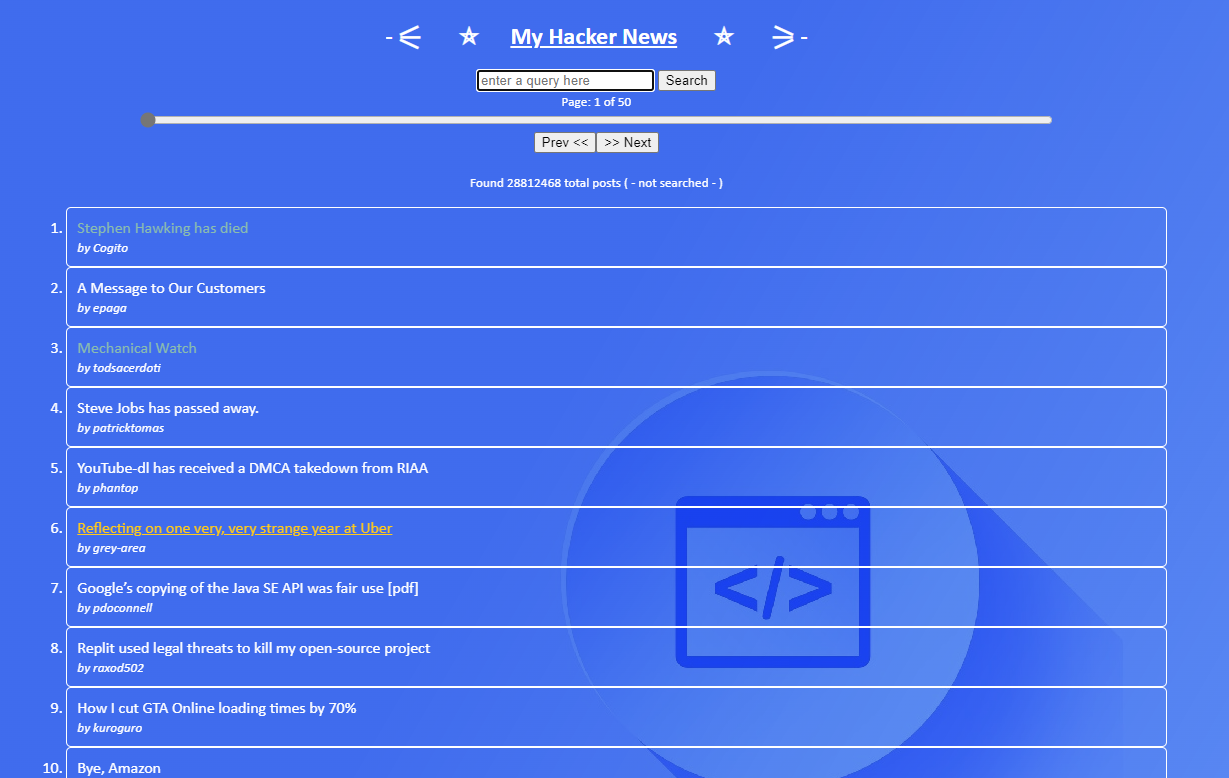 - ⪪ ☆ My Hacker News ☆ ⪫ -
enter a query here Search
Page: 1 of 50
Prev << >> Next
Found 28812468 total posts ( - not searched - )
1. Stephen Hawking has died
by Cogito
2. A Message to Our Customers
by epaga
3. Mechanical Watch
by todsacerdoti
4. Steve Jobs has passed away.
by patricktomas
5. YouTube-dl has received a DMCA takedown from RIAA
by phantop
6. Reflecting on one very, very strange year at Uber
by grey-area
7. Google’s copying of the Java SE API was fair use [pdf]
by pdoconnell
8. Replit used legal threats to kill my open-source project
by raxod502
9. How I cut GTA Online loading times by 70%
by kuroguro
10. Bye, Amazon